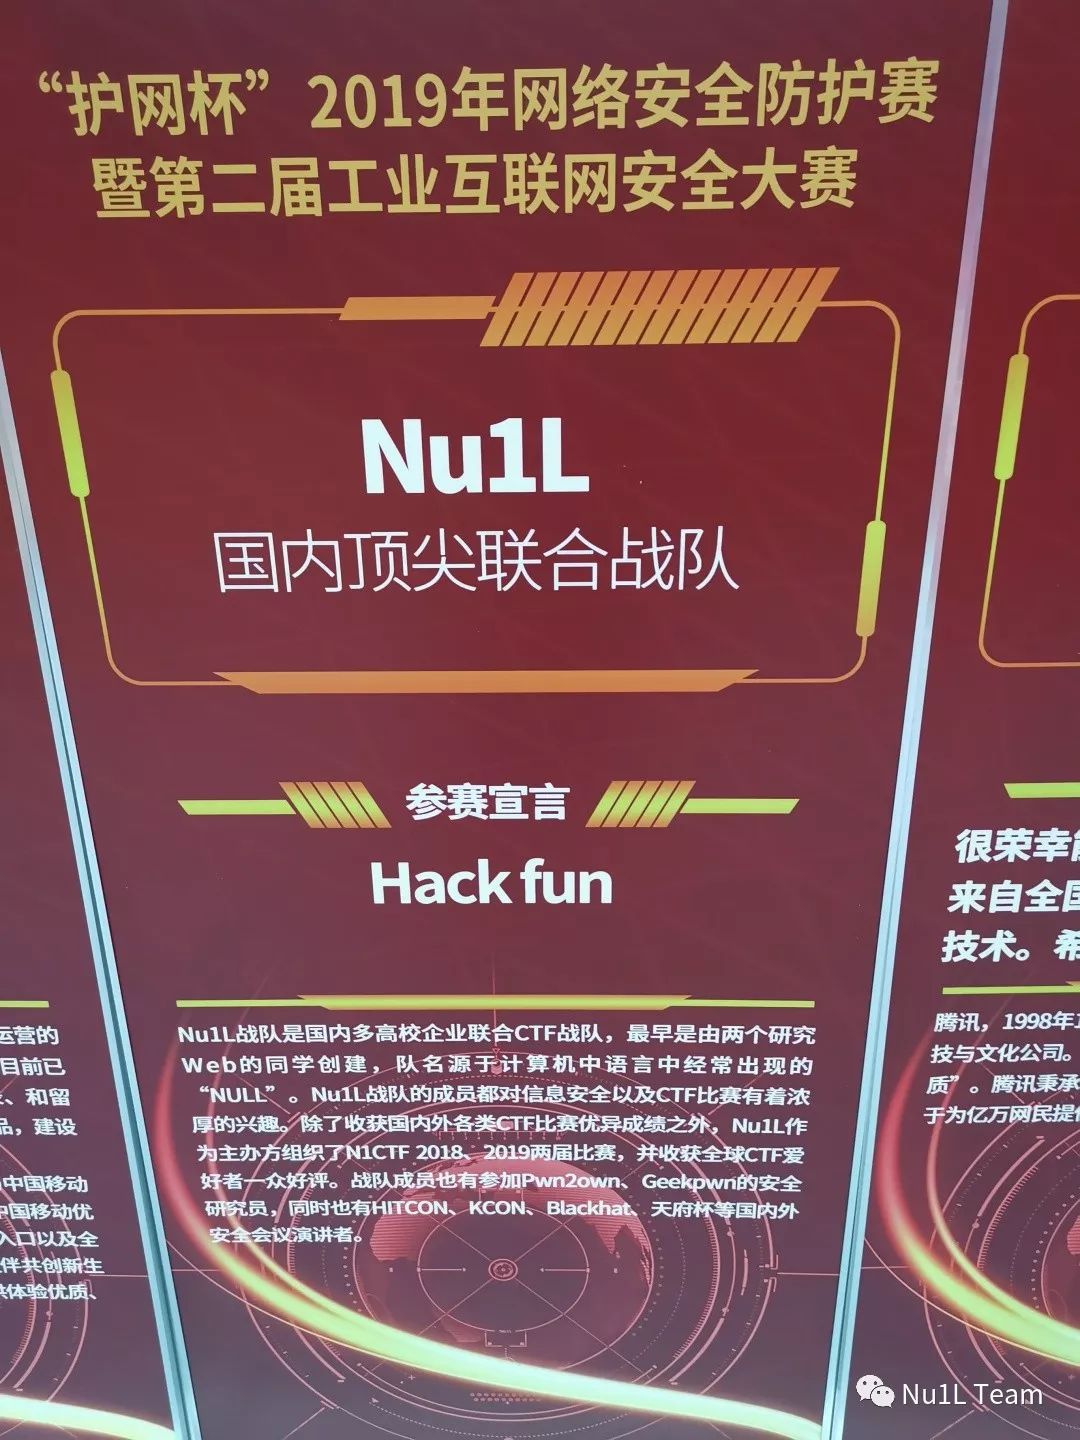 “护网杯”2019年网络安全防护赛
暨第二届工业互联网安全大赛
Nu1L
国内顶尖联合战队
参赛宣言
Hack fun
Nu1L战队是国内多高校企业联合CTF战队，最早是由两个研究
Web的同学创建，队名源于计算机中语言中经常出现的
“NULL”。Nu1L战队的成员都对信息安全以及CTF比赛有着浓
厚的兴趣。除了收获国内外各类CTF比赛优异成绩之外，Nu1L作
为主办方组织了N1CTF 2018、2019两届比赛，并收获全球CTF爱
好者一众好评。战队成员也有参加Pwn2own、Geekpwn的安全
研究员，同时也有HITCON、KCON、Blackhat、天府杯等国内外
安全会议演讲者。
运营的
目前已
、和留
品，建设
中国移动
中国移动优
入口以及全
伴共创新生
供体验优质、
很荣幸能
来自全国
技术。希
腾讯，1998年1
技与文化公司。
质”。腾讯秉承
于为亿万网民提供
Nu1L Team